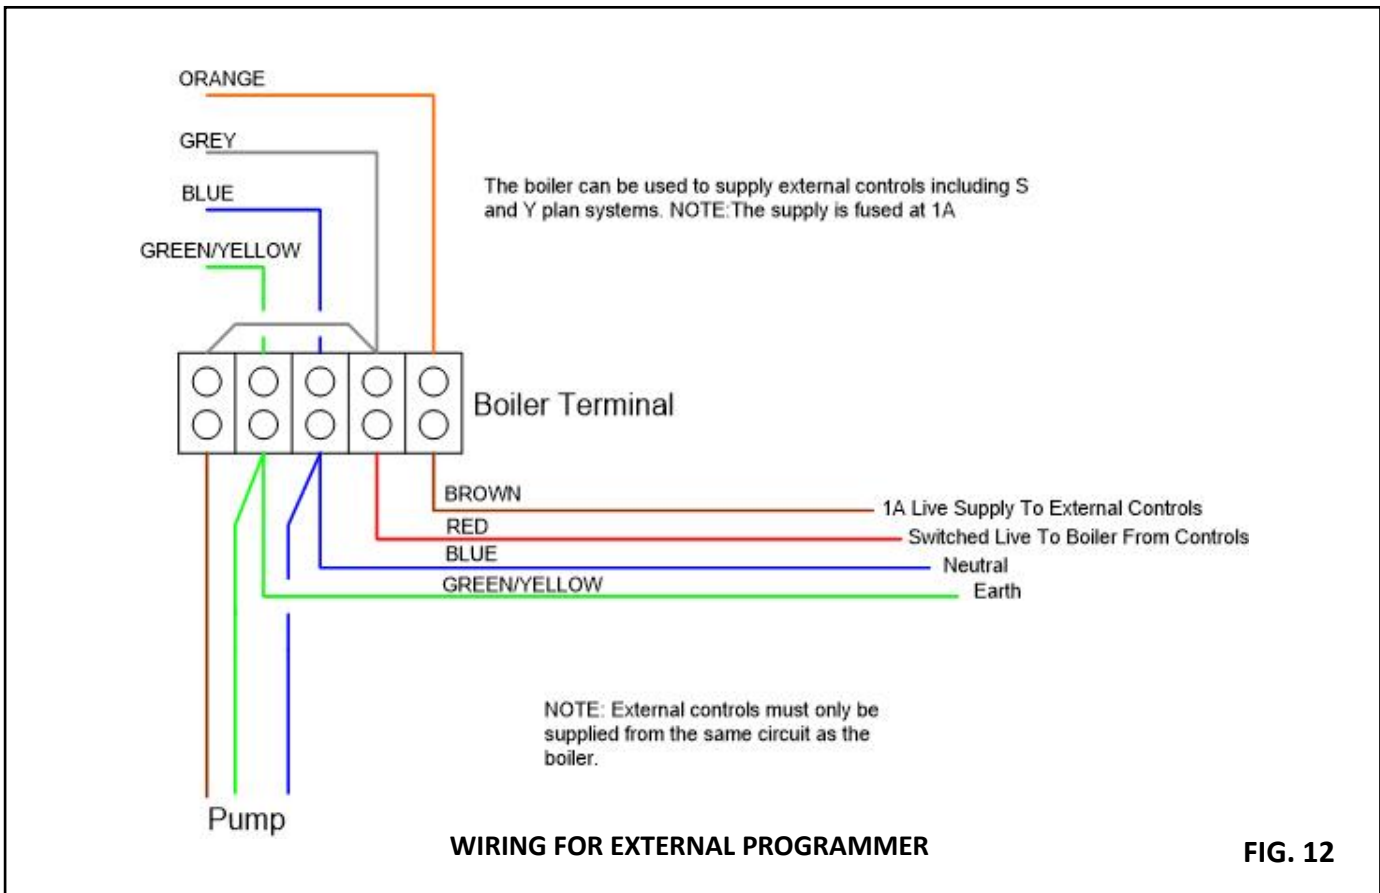 ORANGE
GREY
BLUE
GREEN/YELLOW
The boiler can be used to supply external controls including S
and Y plan systems. NOTE:The supply is fused at 1A
Boiler Terminal
BROWN
1A Live Supply To External Controls
RED
Switched Live To Boiler From Controls
BLUE
Neutral
GREEN/YELLOW
Earth
NOTE: External controls must only be
supplied from the same circuit as the
boiler.
Pump
WIRING FOR EXTERNAL PROGRAMMER
FIG. 12